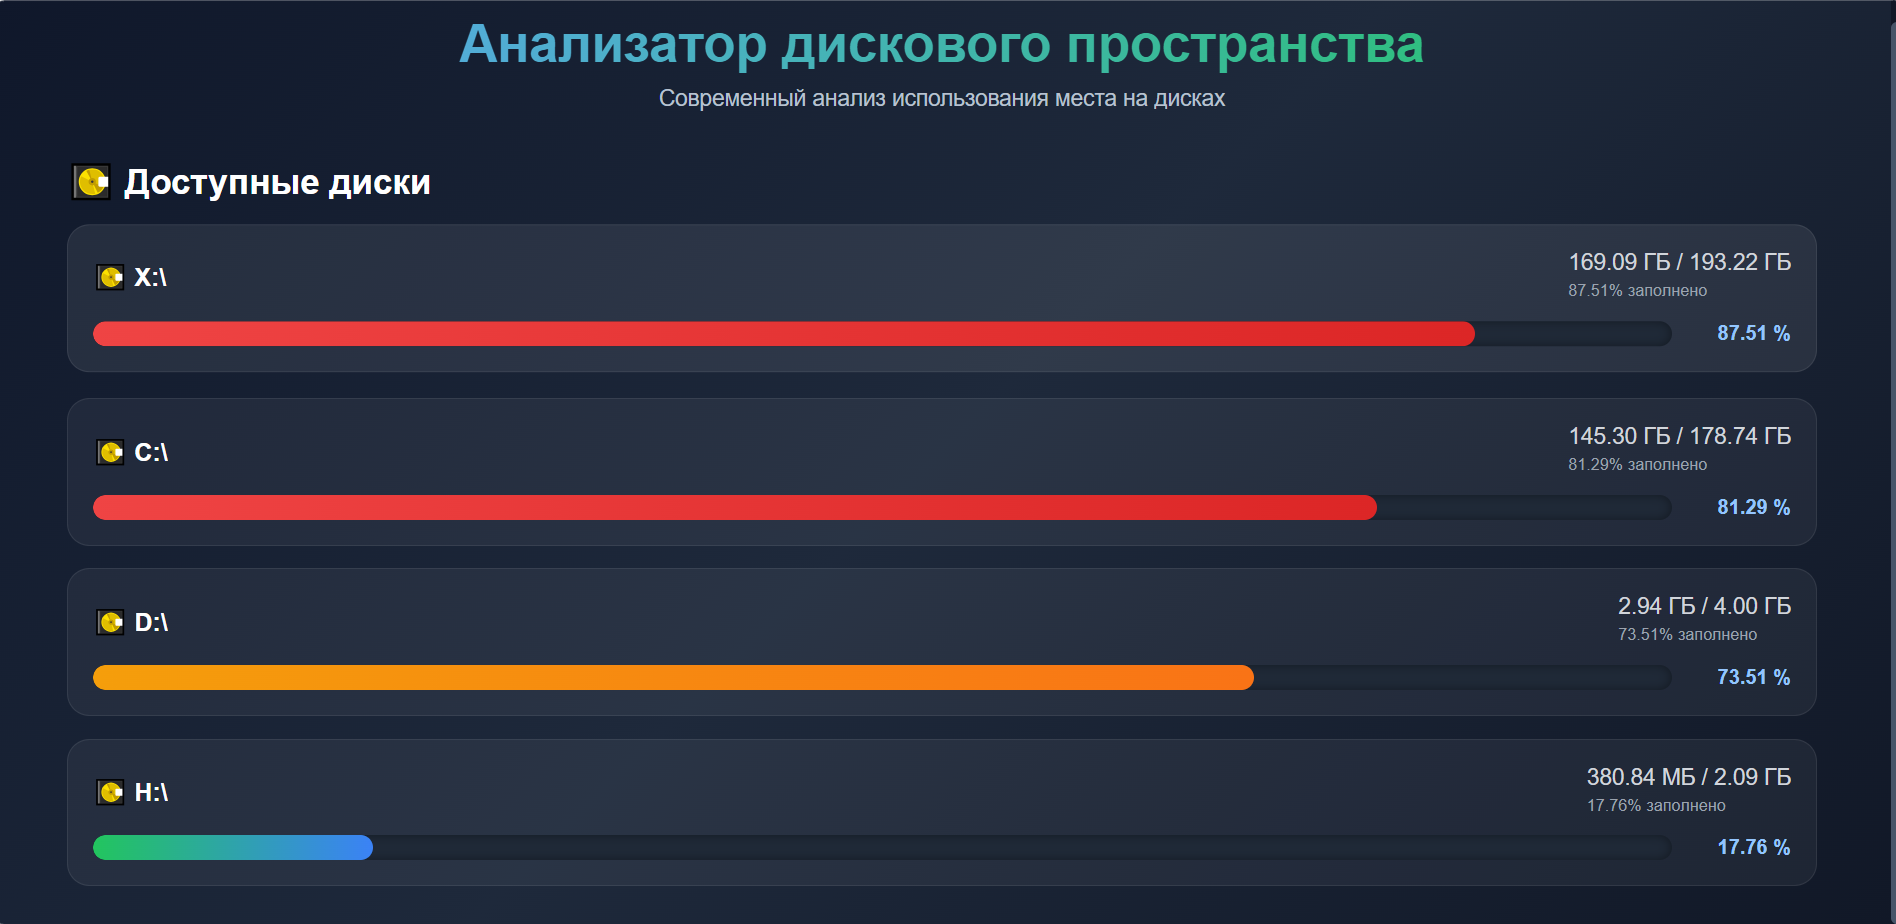 Анализатор дискового пространства
Современный анализ использования места на дисках
Доступные диски
X:\
169.09 ГБ / 193.22 ГБ
87.51% заполнено
87.51 %
C:\
145.30 ГБ / 178.74 ГБ
81.29% заполнено
81.29 %
D:\
2.94 ГБ / 4.00 ГБ
73.51% заполнено
73.51 %
H:\
380.84 МБ / 2.09 ГБ
17.76% заполнено
17.76 %